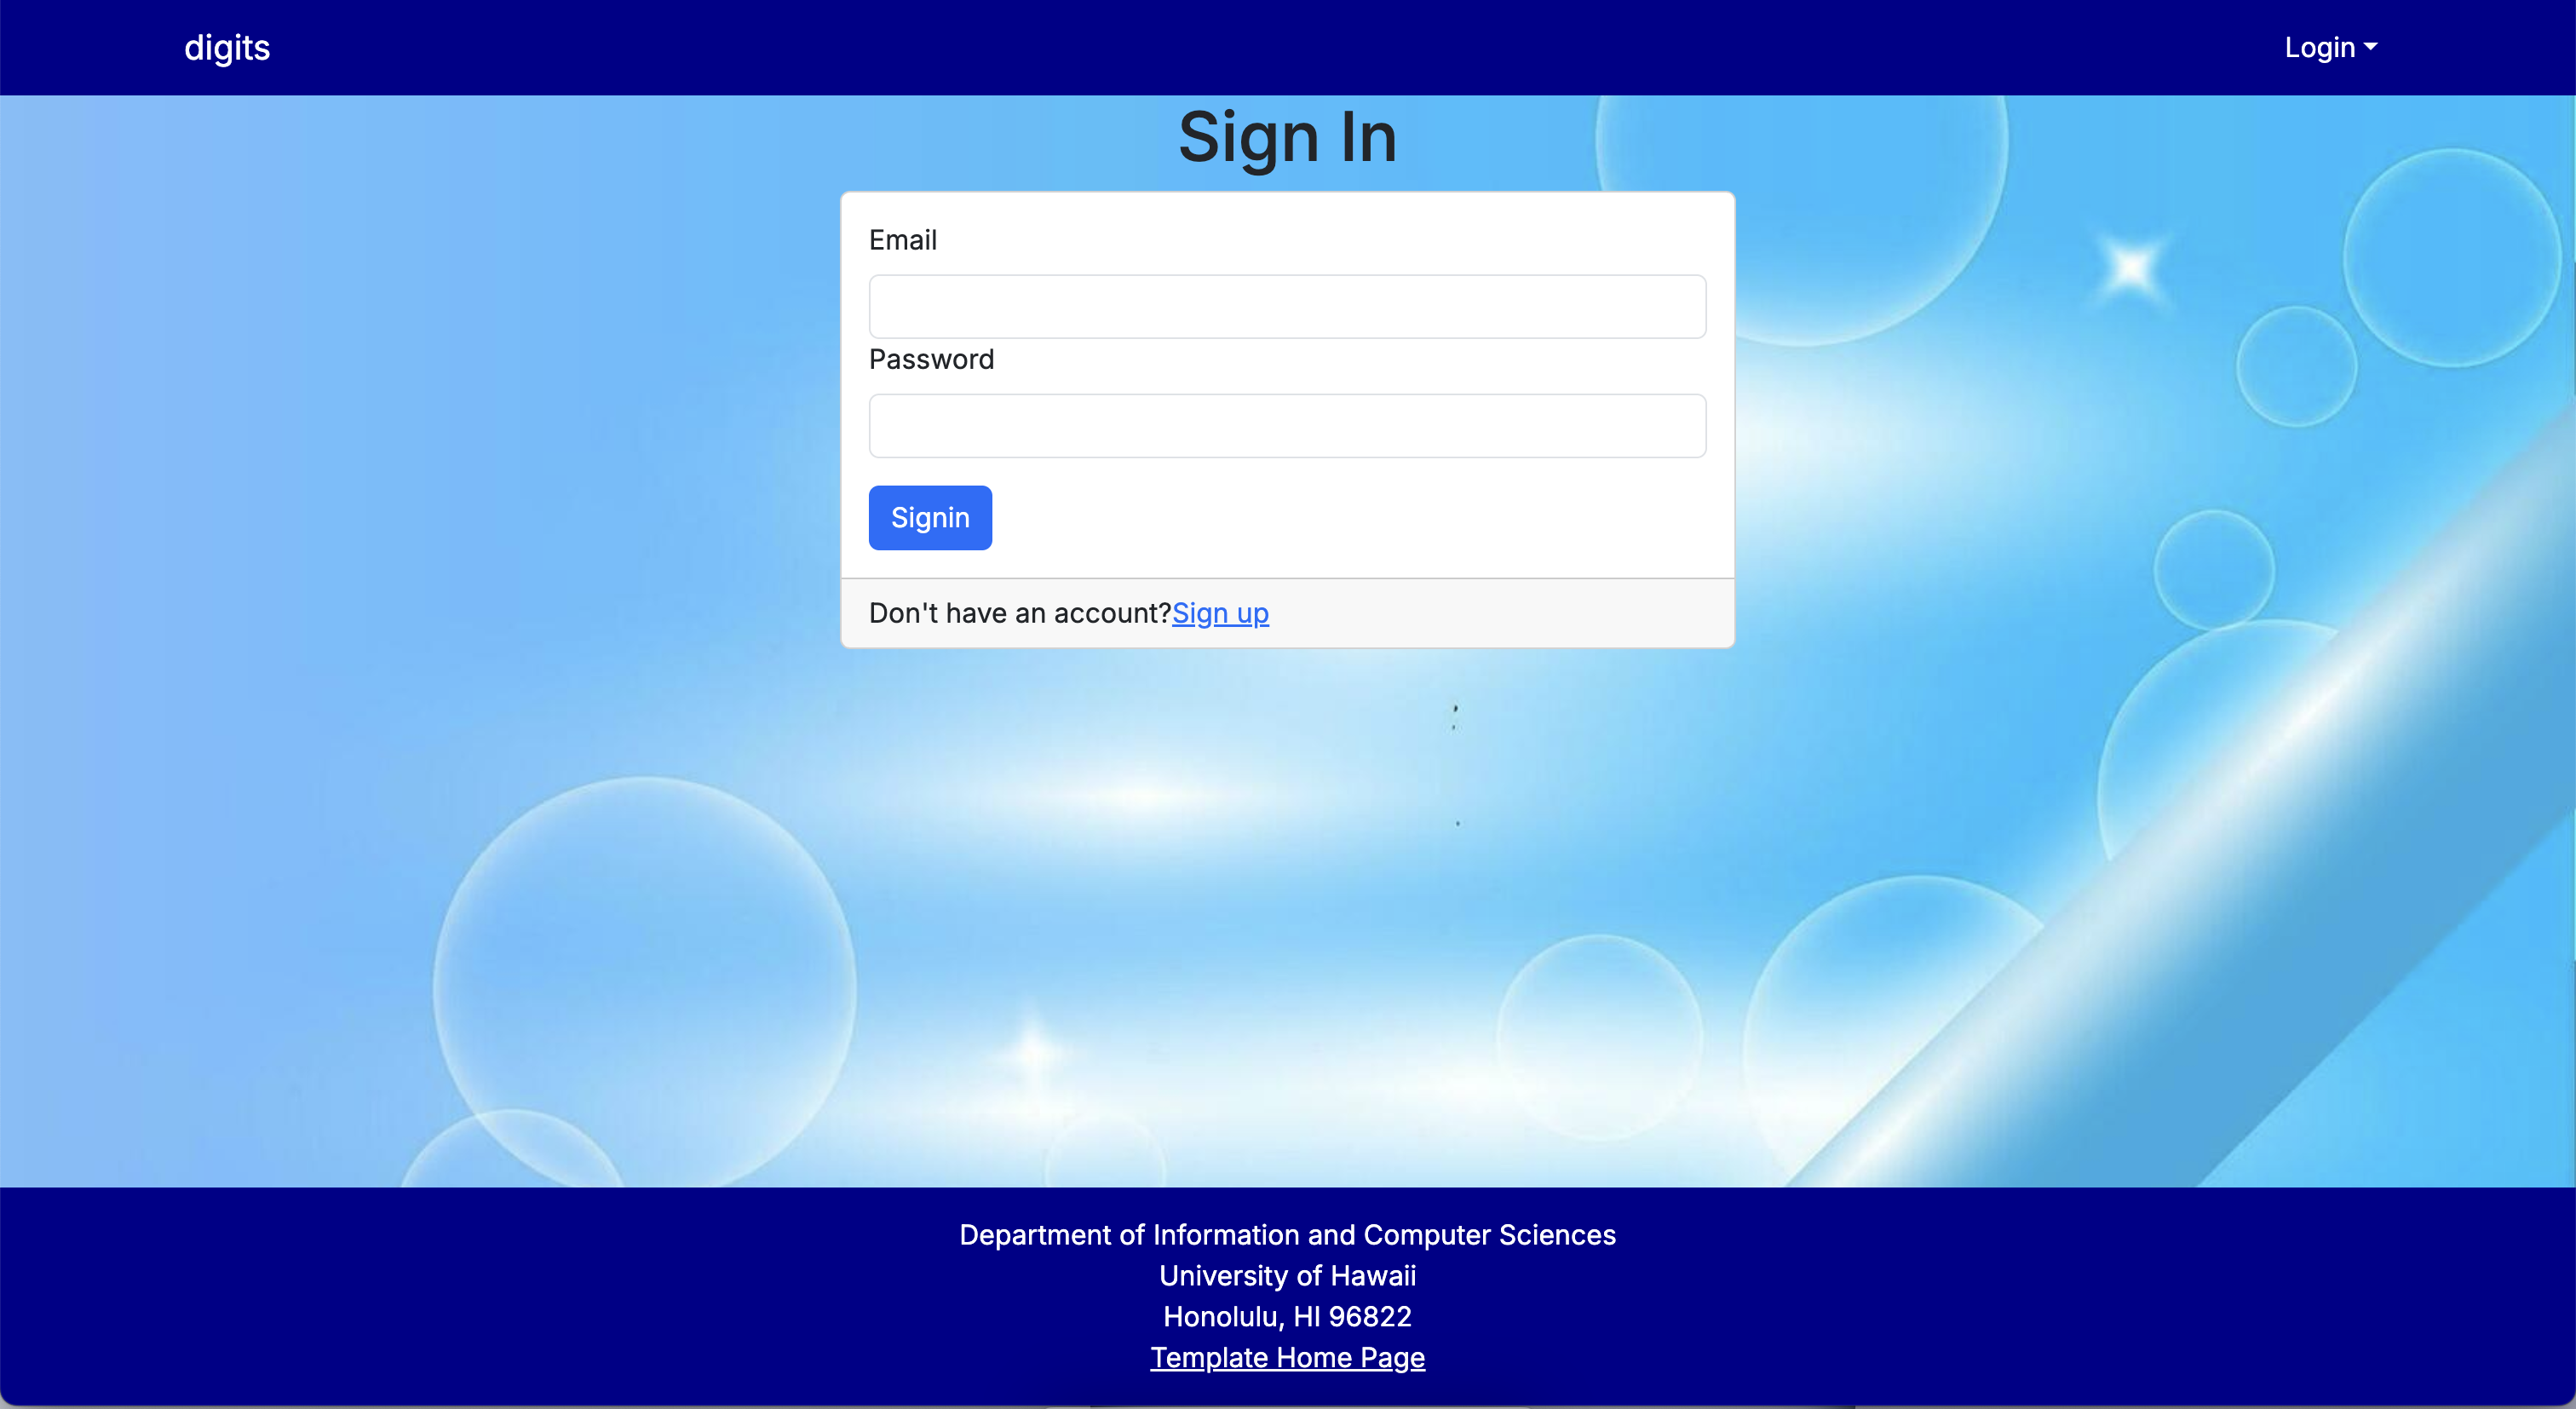 digits
Login
Sign In
Email
Password
Signin
Don't have an account?Sign up
Department of Information and Computer Sciences
University of Hawaii
Honolulu, HI 96822
Template Home Page